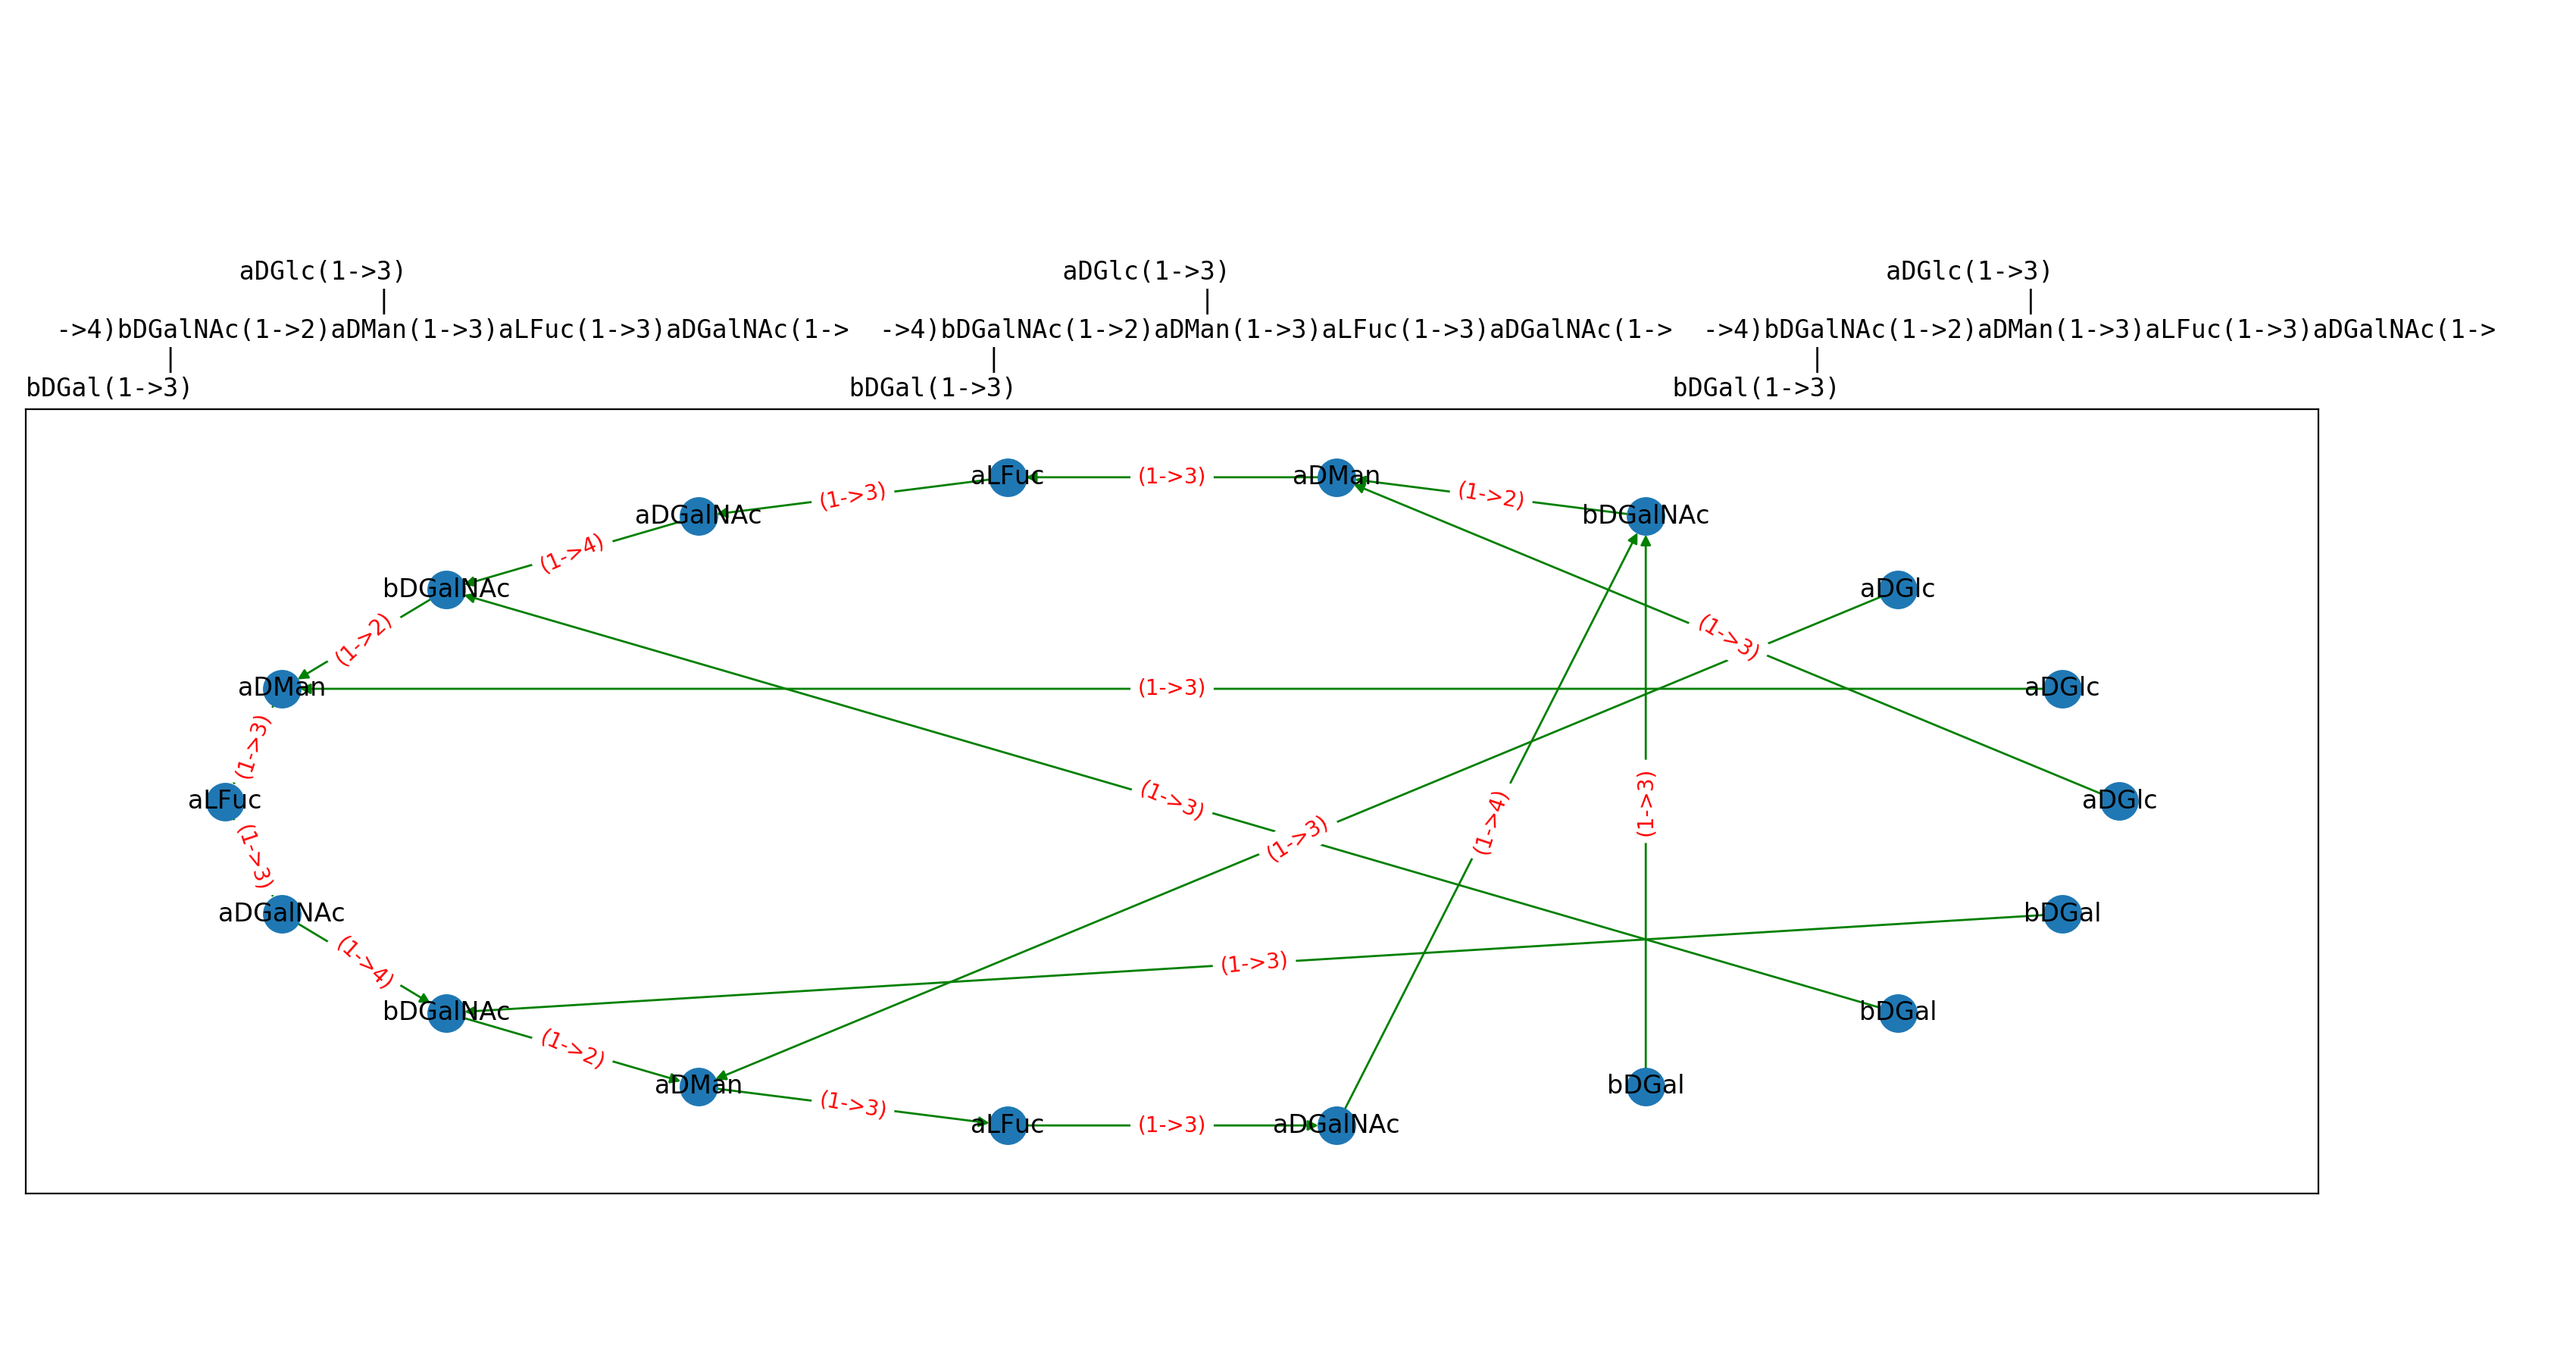 aDGlc(1->3) aDGlc(1->3) aDGlc(1->3)
| | |
->4)bDGalNAc(1->2)aDMan(1->3)aLFuc(1->3)aDGalNAc(1-> ->4)bDGalNAc(1->2)aDMan(1->3)aLFuc(1->3)aDGalNAc(1-> ->4)bDGalNAc(1->2)aDMan(1->3)aLFuc(1->3)aDGalNAc(1->
| | |
bDGal(1->3) bDGal(1->3) bDGal(1->3)
aLFuc (1->3) aDMan
aDGalNAc (1->3) (1->2) bDGalNAc
(1->4)
bDGalNAc aDGlc
(1->2) (1->3)
aDMan (1->3) aDGlc
(1->3)
aLFuc (1->3) (1->3) aDGlc
(1->3) (1->3) (1->4)
aDGalNAc bDGal
(1->4) (1->3)
bDGalNAc bDGal
(1->2)
aDMan bDGal
(1->3)
aLFuc (1->3) aDGalNAc